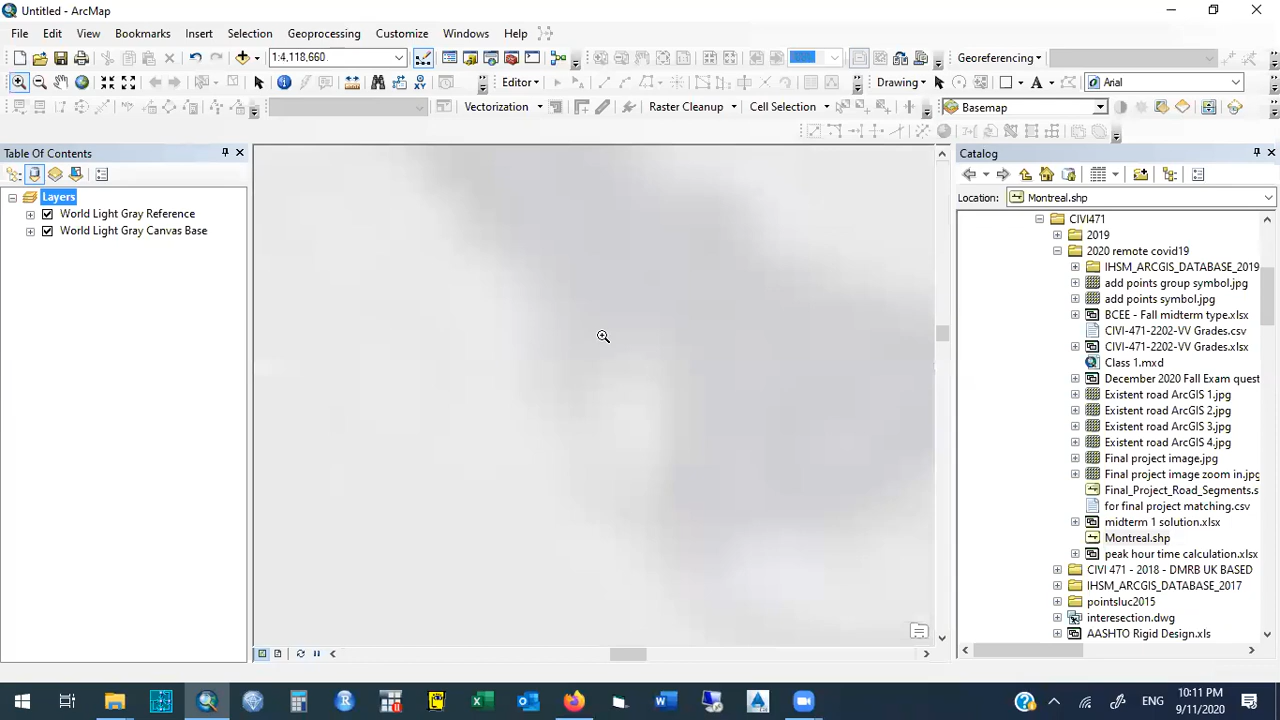 Untitled - ArcMap
File Edit View Bookmarks Insert Selection Geoprocessing Customize Windows Help
1:4,118,660
Georeferencing
Editor
Drawing
Arial
Vectorization
Raster Cleanup
Cell Selection
Basemap
Table Of Contents
Layers
World Light Gray Reference
World Light Gray Canvas Base
Catalog
Location: Montreal.shp
CIVI471
2019
2020 remote covid19
IHSM_ARCGIS_DATABASE_2019
add points group symbol.jpg
add points symbol.jpg
BCEE - Fall midterm type.xlsx
CIVI-471-2202-VV Grades.csv
CIVI-471-2202-VV Grades.xlsx
Class 1.mxd
December 2020 Fall Exam quest
Existent road ArcGIS 1.jpg
Existent road ArcGIS 2.jpg
Existent road ArcGIS 3.jpg
Existent road ArcGIS 4.jpg
Final project image.jpg
Final project image zoom in.jpg
Final_Project_Road_Segments.s
for final project matching.csv
midterm 1 solution.xlsx
Montreal.shp
peak hour time calculation.xlsx
CIVI 471 - 2018 - DMRB UK BASED
IHSM_ARCGIS_DATABASE_2017
pointsluc2015
interesection.dwg
AASHTO Rigid Design.xls
ENG
10:11 PM
9/11/2020